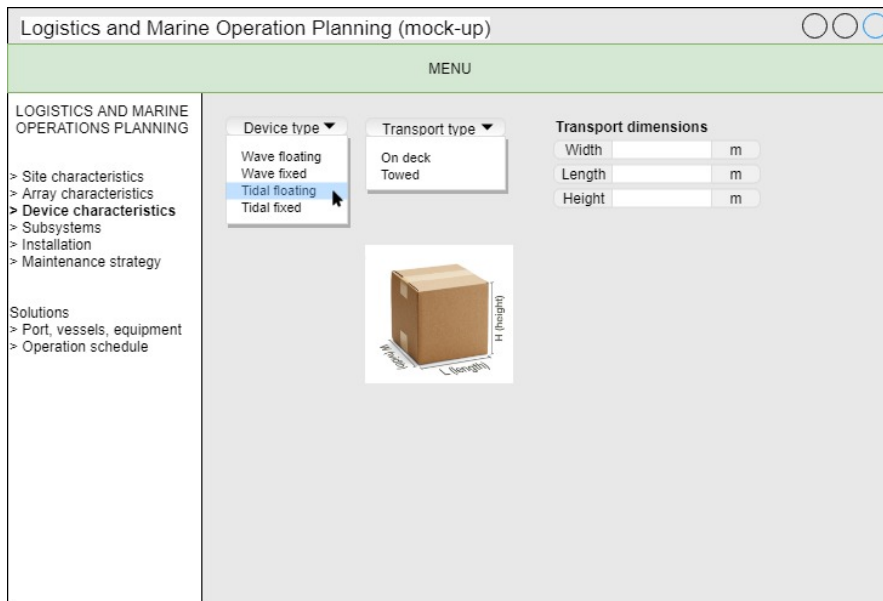 Logistics and Marine Operation Planning (mock-up)
MENU
LOGISTICS AND MARINE
OPERATIONS PLANNING
> Site characteristics
> Array characteristics
> Device characteristics
> Subsystems
> Installation
> Maintenance strategy
Solutions
> Port, vessels, equipment
> Operation schedule
Device type
Wave floating
Wave fixed
Tidal floating
Tidal fixed
Transport type
On deck
Towed
Transport dimensions
Width m
Length m
Height m
W (width)
L (length)
H (height)